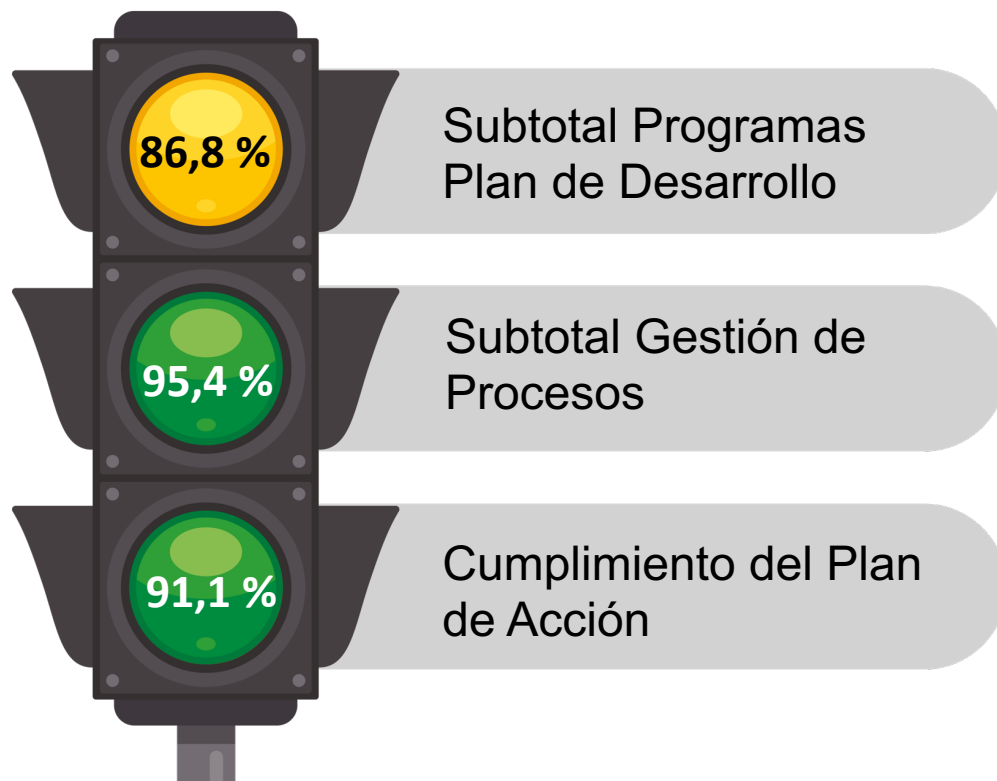 86,8 %
Subtotal Programas
Plan de Desarrollo
95,4 %
Subtotal Gestión de
Procesos
91,1 %
Cumplimiento del Plan
de Acción